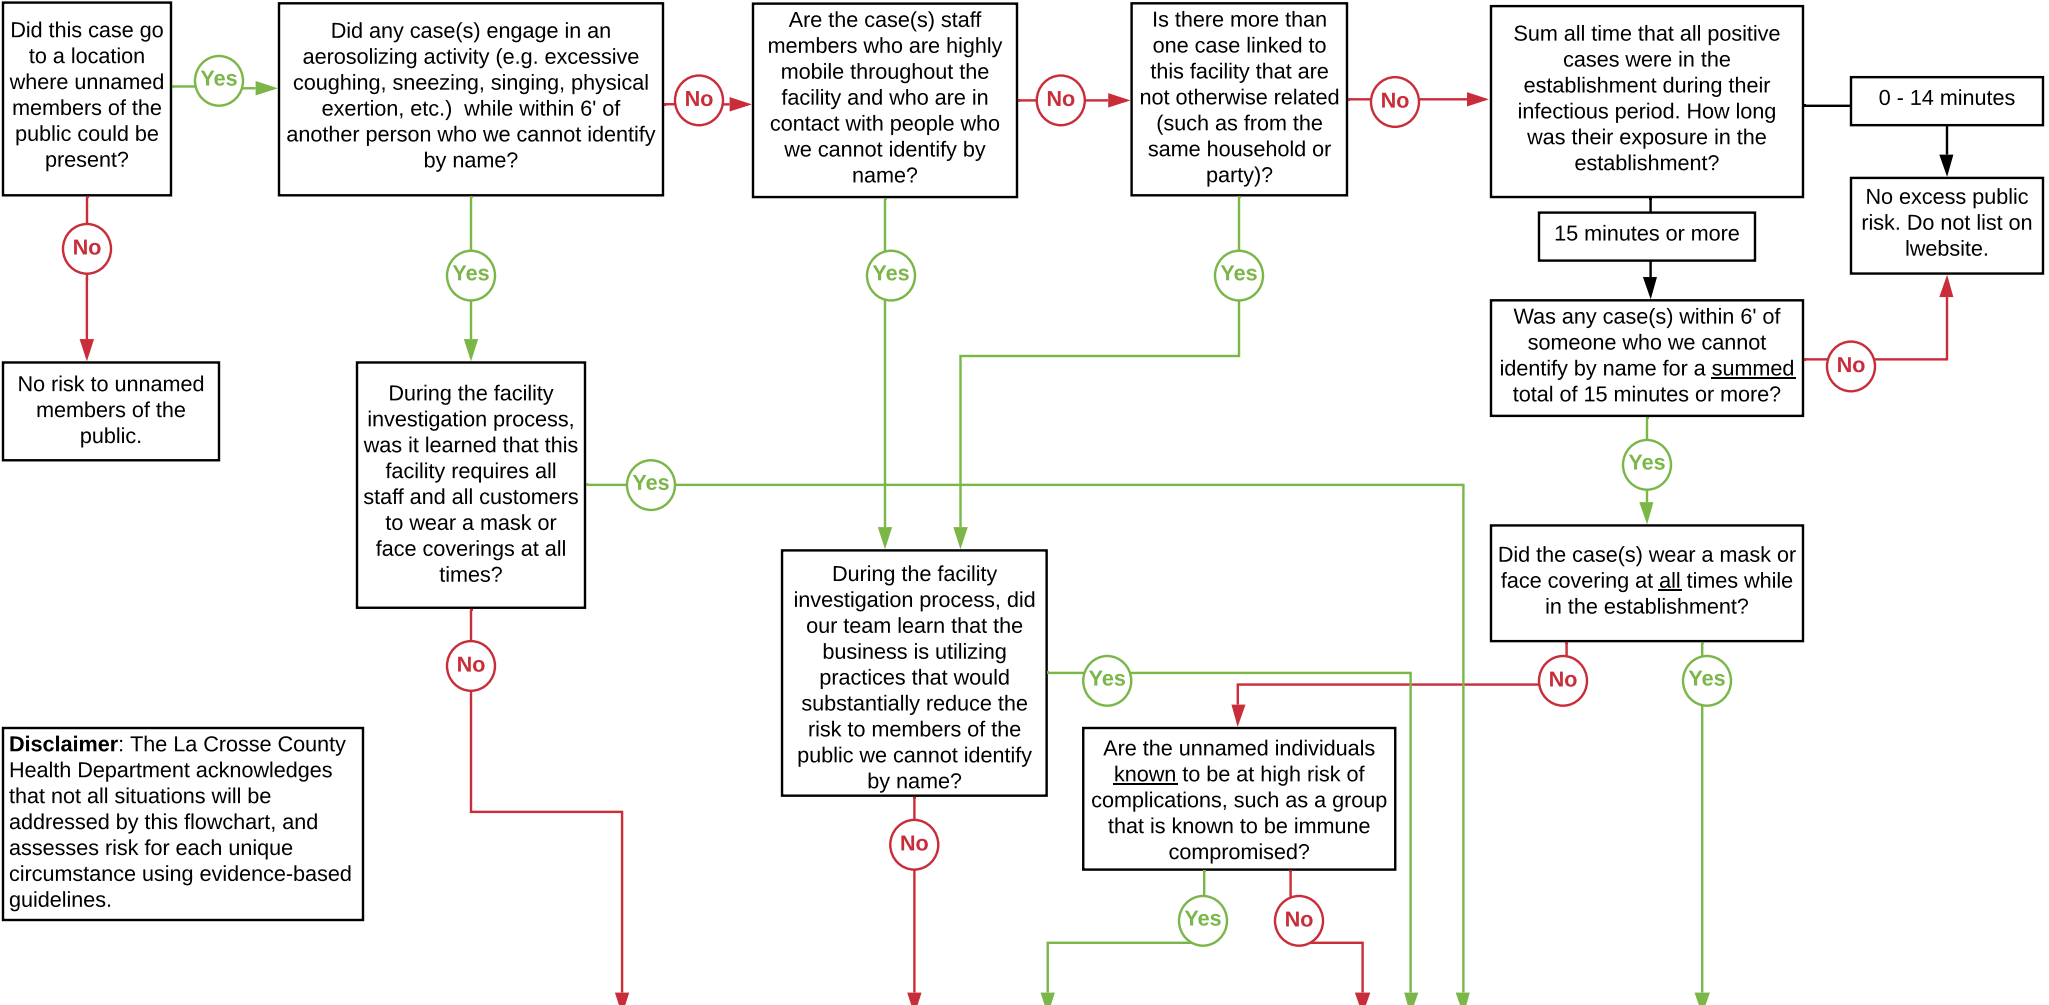 Did this case go
to a location
where unnamed
members of the
public could be
present?
Yes
Did any case(s) engage in an
aerosolizing activity (e.g. excessive
coughing, sneezing, singing, physical
exertion, etc.)  while within 6' of
another person who we cannot identify
by name?
No
Are the case(s) staff
members who are highly
mobile throughout the
facility and who are in
contact with people who
we cannot identify by
name?
No
Is there more than
one case linked to
this facility that are
not otherwise related
(such as from the
same household or
party)?
No
Sum all time that all positive
cases were in the
establishment during their
infectious period. How long
was their exposure in the
establishment?
0 - 14 minutes
No excess public
risk. Do not list on
lwebsite.
15 minutes or more
No
Yes
Yes
Yes
Was any case(s) within 6' of
someone who we cannot
identify by name for a summed
total of 15 minutes or more?
No
No risk to unnamed
members of the
public.
During the facility
investigation process,
was it learned that this
facility requires all
staff and all customers
to wear a mask or
face coverings at all
times?
Yes
Yes
During the facility
investigation process, did
our team learn that the
business is utilizing
practices that would
substantially reduce the
risk to members of the
public we cannot identify
by name?
Did the case(s) wear a mask or
face covering at all times while
in the establishment?
No
Yes
No
Yes
Disclaimer: The La Crosse County
Health Department acknowledges
that not all situations will be
addressed by this flowchart, and
assesses risk for each unique
circumstance using evidence-based
guidelines.
Are the unnamed individuals
known to be at high risk of
complications, such as a group
that is known to be immune
compromised?
No
Yes
No